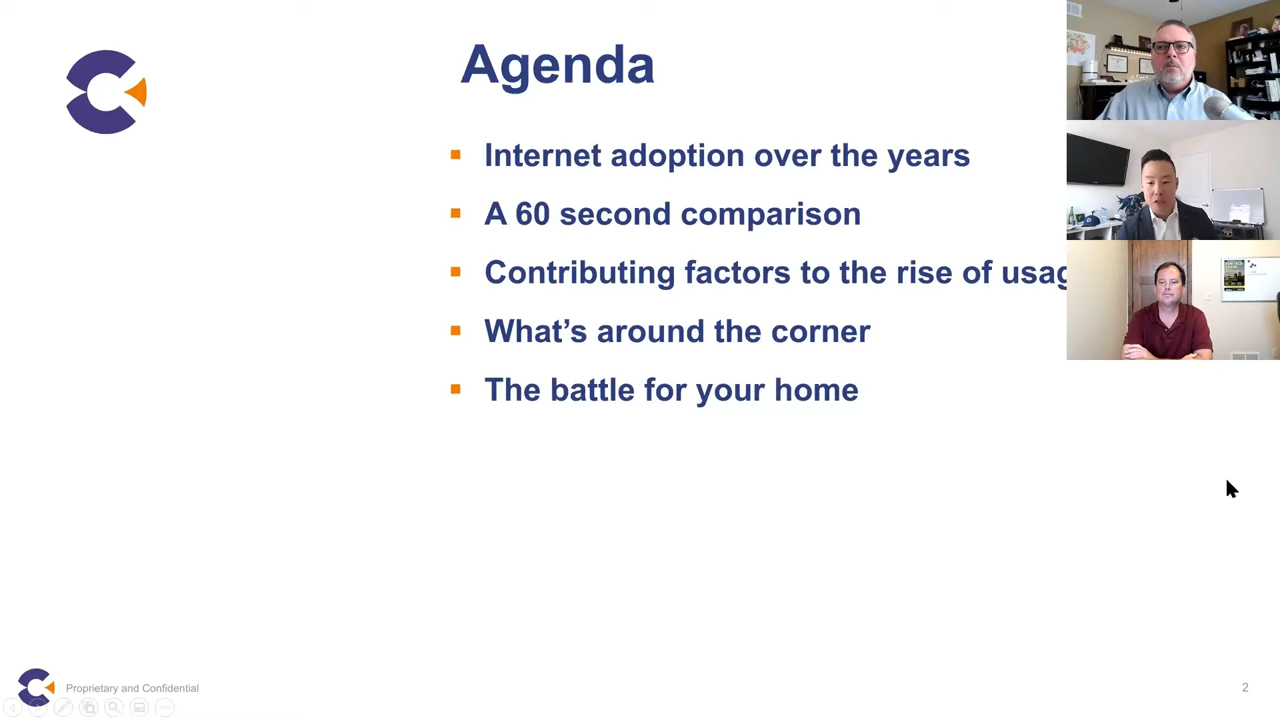 Agenda
Internet adoption over the years
A 60 second comparison
Contributing factors to the rise of usag
What’s around the corner
The battle for your home
Proprietary and Confidential
2